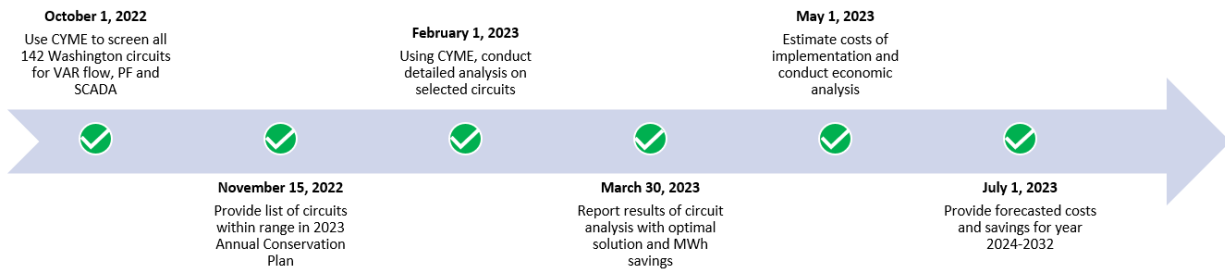 October 1, 2022
Use CYME to screen all
142 Washington circuits
for VAR flow, PF and
SCADA
November 15, 2022
Provide list of circuits
within range in 2023
Annual Conservation
Plan
February 1, 2023
Using CYME, conduct
detailed analysis on
selected circuits
March 30, 2023
Report results of circuit
analysis with optimal
solution and MWh
savings
May 1, 2023
Estimate costs of
implementation and
conduct economic
analysis
July 1, 2023
Provide forecasted costs
and savings for year
2024-2032